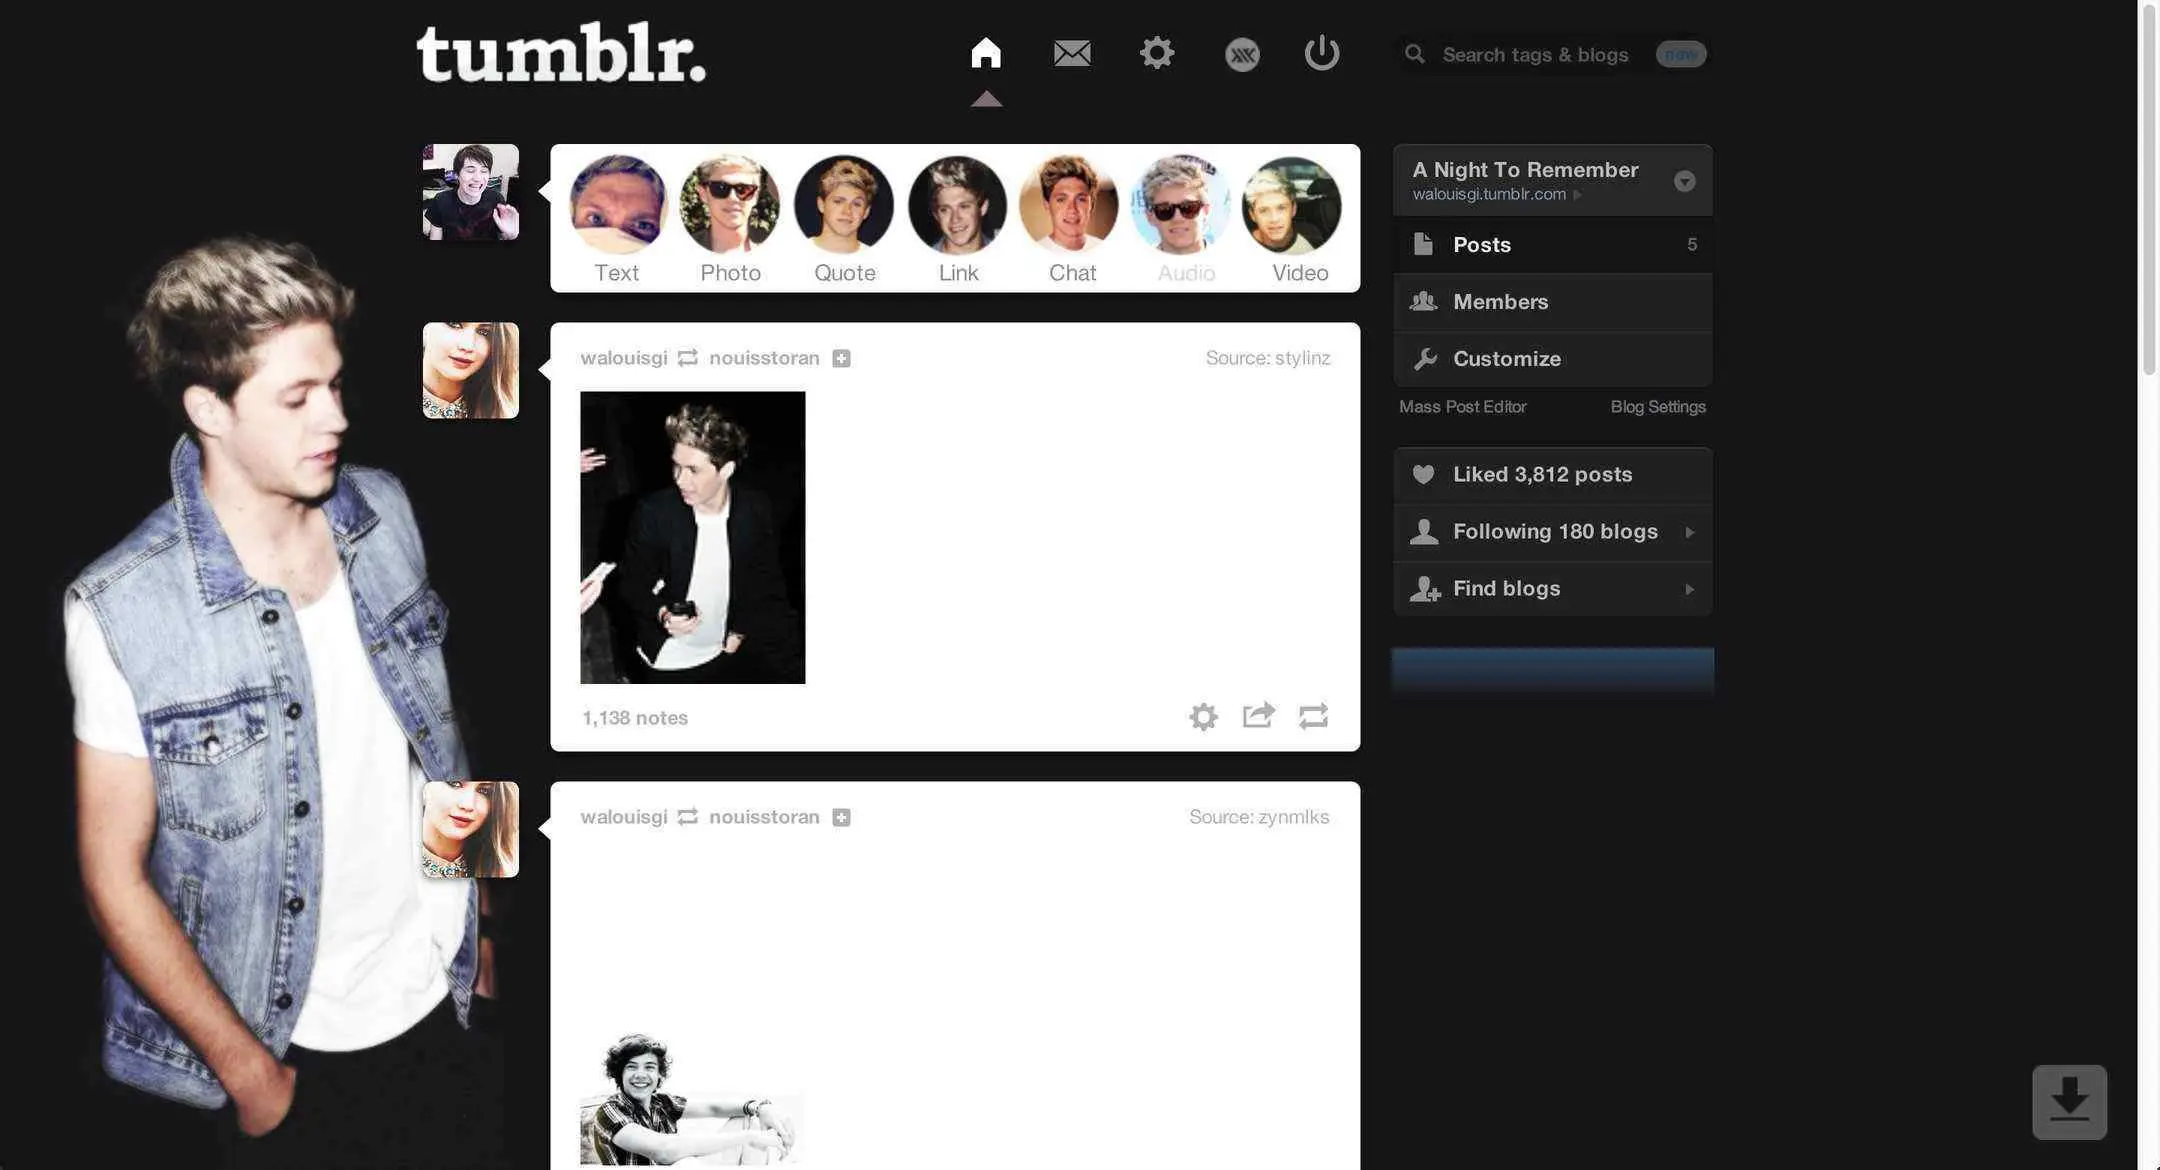 tumblr.
Search tags & blogs
new
Text
Photo
Quote
Link
Chat
Audio
Video
walouisgi nouisstoran
Source: stylinz
1,138 notes
walouisgi nouisstoran
Source: zynmlks
A Night To Remember
walouisgi.tumblr.com
Posts 5
Members
Customize
Mass Post Editor Blog Settings
Liked 3,812 posts
Following 180 blogs
Find blogs